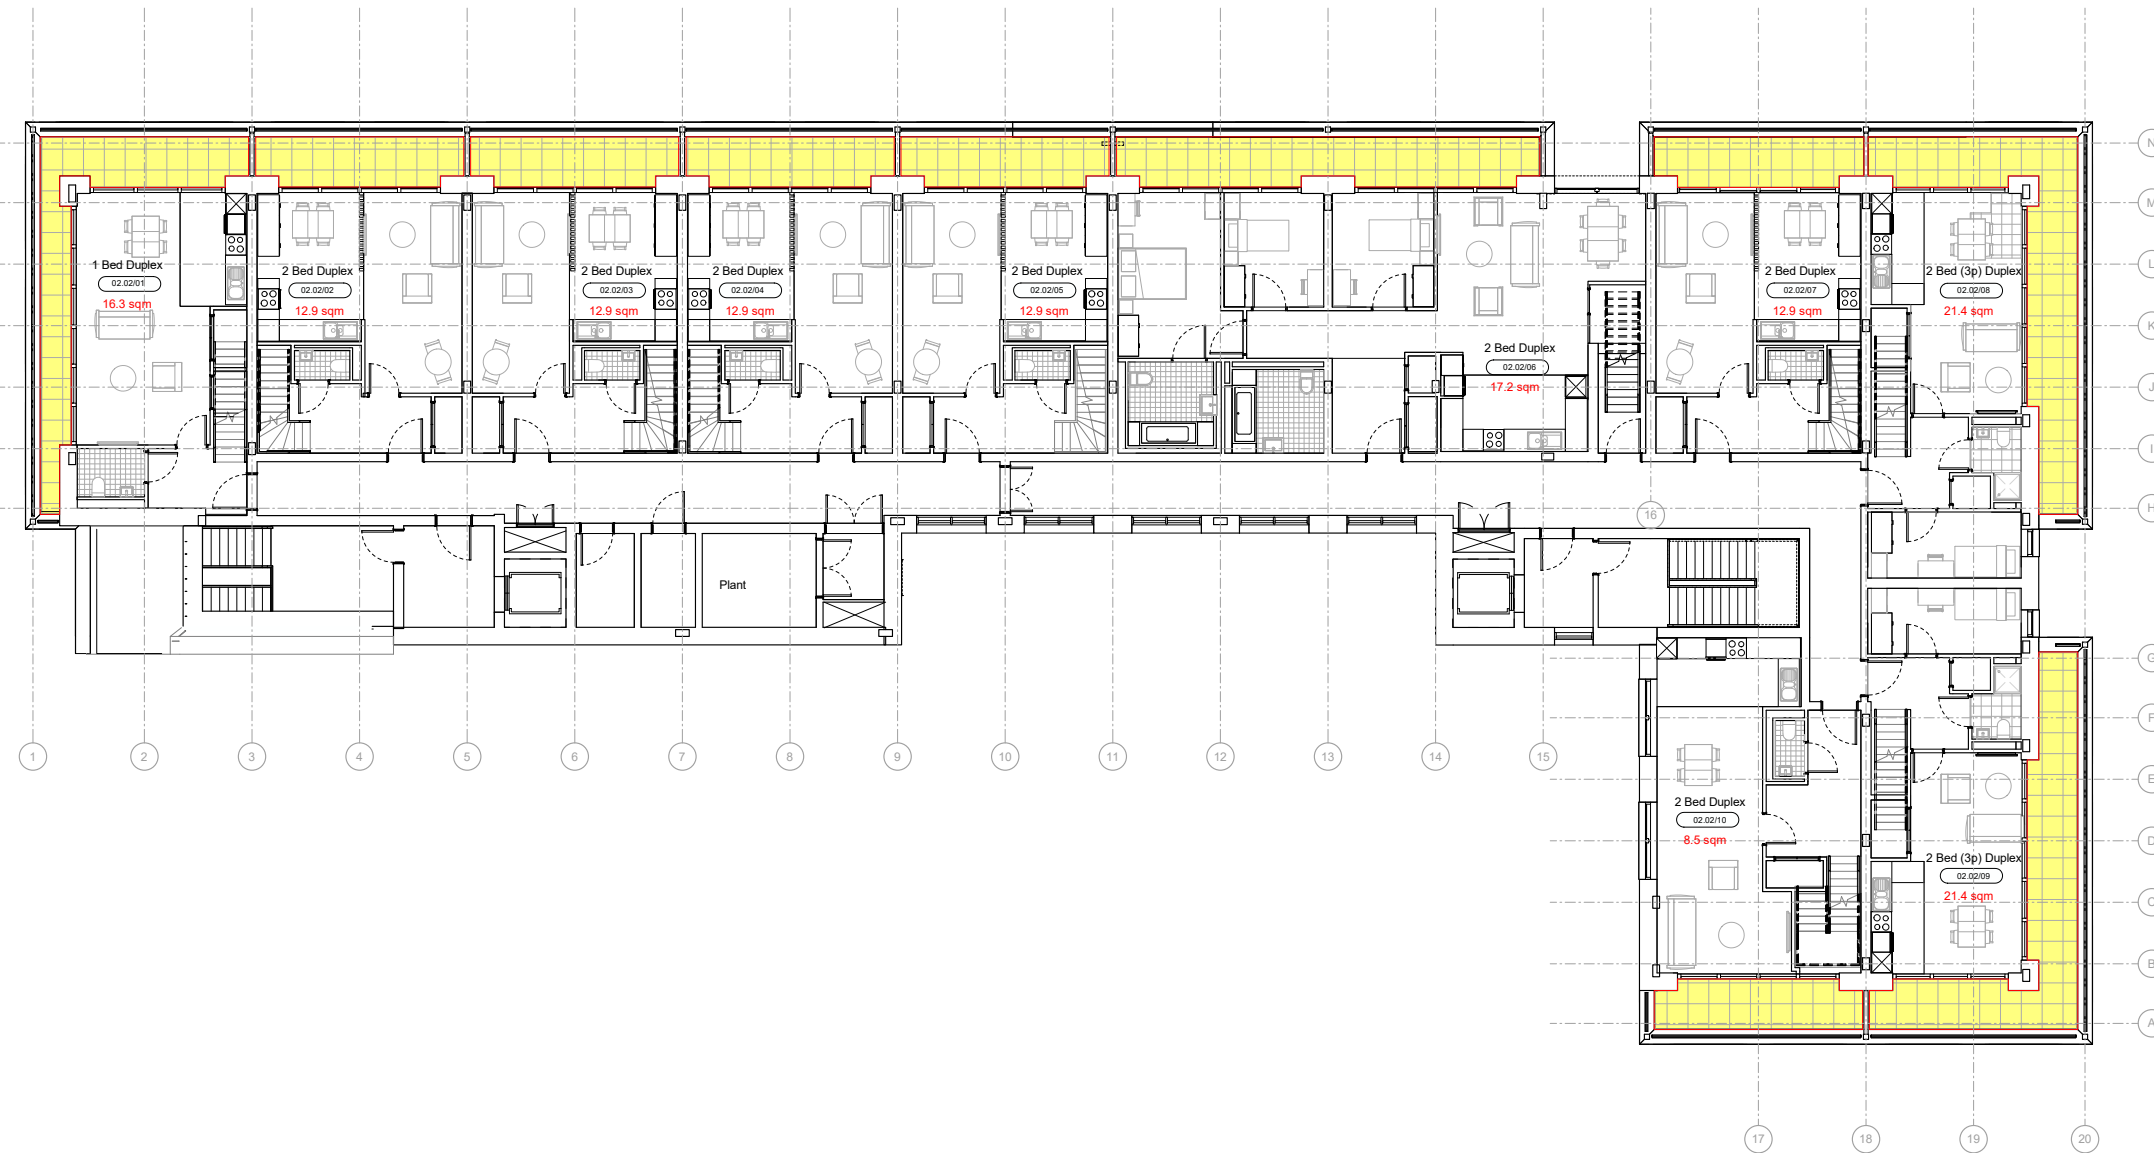 N
M
1 Bed Duplex
02.02/01
16.3 sqm
2 Bed Duplex
02.02/02
12.9 sqm
2 Bed Duplex
02.02/03
12.9 sqm
2 Bed Duplex
02.02/04
12.9 sqm
2 Bed Duplex
02.02/05
12.9 sqm
2 Bed Duplex
02.02/06
17.2 sqm
2 Bed Duplex
02.02/07
12.9 sqm
2 Bed (3p) Duplex
02.02/08
21.4 sqm
L
K
J
I
H
16
Plant
G
F
1
2
3
4
5
6
7
8
9
10
11
12
13
14
15
E
2 Bed Duplex
02.02/10
8.5 sqm
D
2 Bed (3p) Duplex
02.02/09
21.4 sqm
C
B
A
17
18
19
20